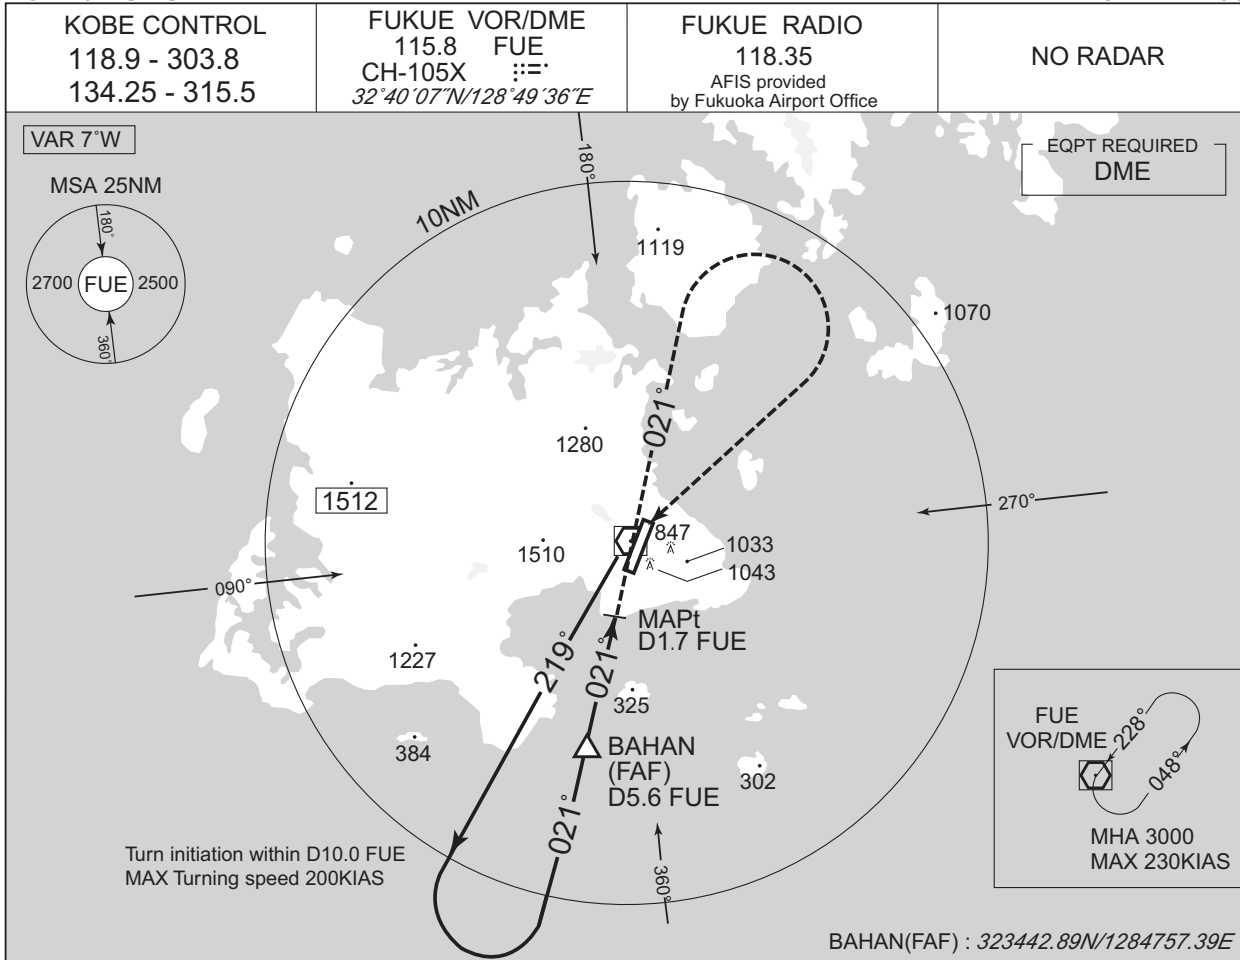 KOBE CONTROL
118.9 - 303.8
134.25 - 315.5
FUKUE VOR/DME
115.8 FUE
CH-105X
32°40′07″N/128°49′36″E
FUKUE RADIO
118.35
AFIS provided
by Fukuoka Airport Office
NO RADAR
VAR 7°W
MSA 25NM
180°
2700 FUE 2500
360°
EQPT REQUIRED
DME
180°
10NM
1119
1070
021°
1280
1512
270°
847
1510
1033
1043
090°
MAPt
D1.7 FUE
219°
021°
1227
325
384
BAHAN
(FAF)
D5.6 FUE
302
021°
360°
Turn initiation within D10.0 FUE
MAX Turning speed 200KIAS
FUE
VOR/DME
228°
048°
MHA 3000
MAX 230KIAS
BAHAN(FAF) : 323442.89N/1284757.39E